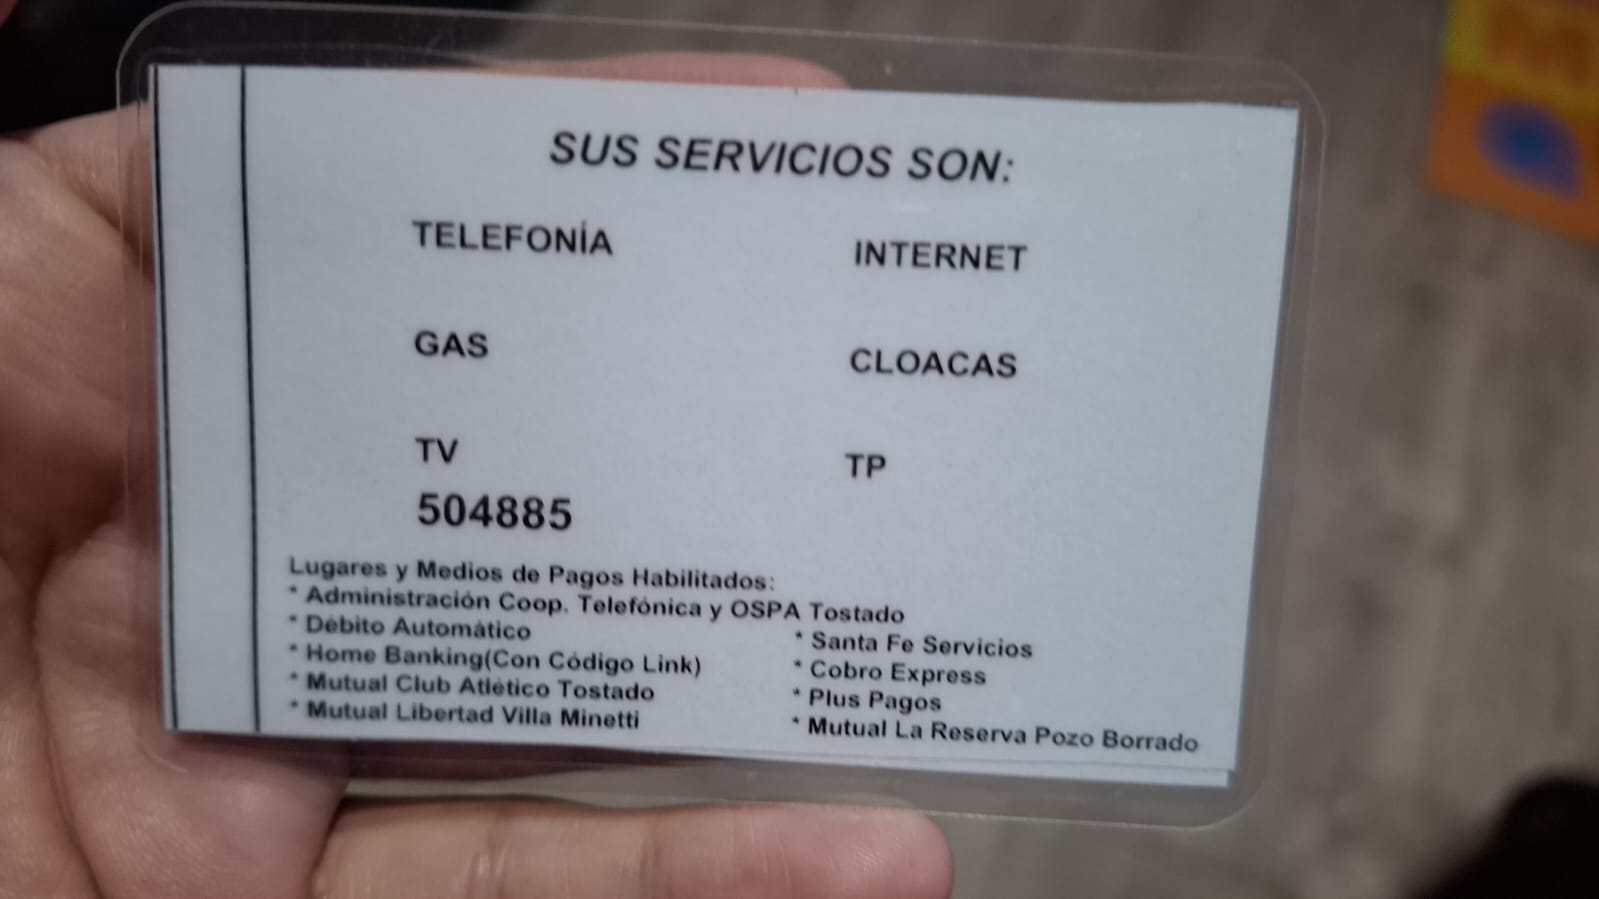 SUS SERVICIOS SON:
TELEFONÍA INTERNET
GAS CLOACAS
TV TP
504885
Lugares y Medios de Pagos Habilitados:
* Administración Coop. Telefónica y OSPA Tostado
* Débito Automático * Santa Fe Servicios
* Home Banking(Con Código Link) * Cobro Express
* Mutual Club Atlético Tostado * Plus Pagos
* Mutual Libertad Villa Minetti * Mutual La Reserva Pozo Borrado